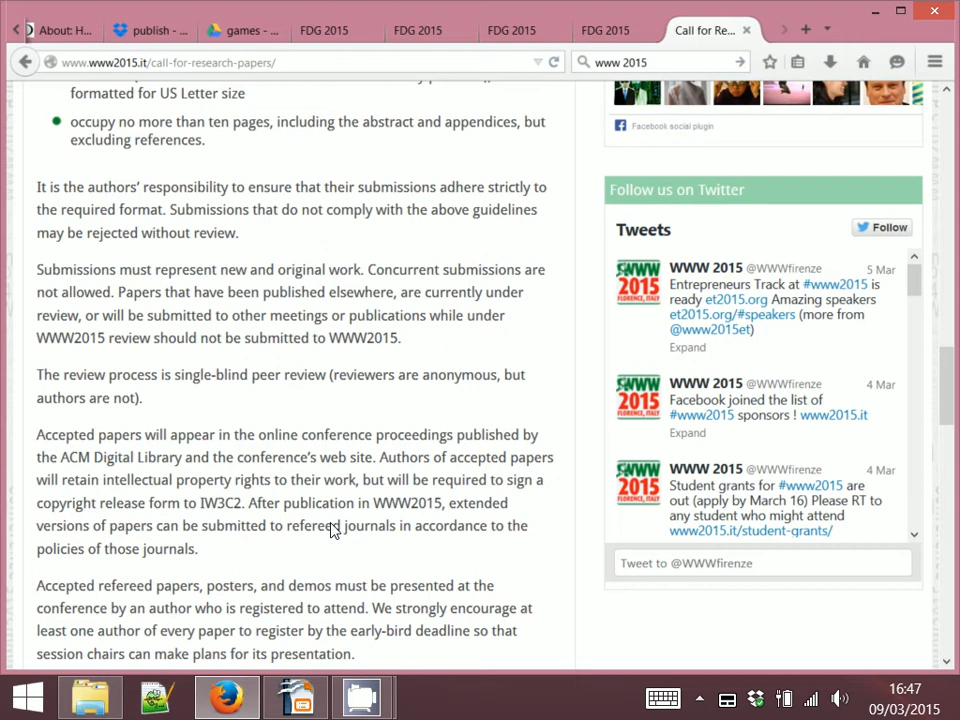 About: H...
publish - ...
games - ...
FDG 2015
FDG 2015
FDG 2015
FDG 2015
Call for Re...
www.www2015.it/call-for-research-papers/
www 2015
formatted for US Letter size
occupy no more than ten pages, including the abstract and appendices, but
excluding references.
It is the authors' responsibility to ensure that their submissions adhere strictly to
the required format. Submissions that do not comply with the above guidelines
may be rejected without review.
Submissions must represent new and original work. Concurrent submissions are
not allowed. Papers that have been published elsewhere, are currently under
review, or will be submitted to other meetings or publications while under
WWW2015 review should not be submitted to WWW2015.
The review process is single-blind peer review (reviewers are anonymous, but
authors are not).
Accepted papers will appear in the online conference proceedings published by
the ACM Digital Library and the conference's web site. Authors of accepted papers
will retain intellectual property rights to their work, but will be required to sign a
copyright release form to IW3C2. After publication in WWW2015, extended
versions of papers can be submitted to refereed journals in accordance to the
policies of those journals.
Accepted refereed papers, posters, and demos must be presented at the
conference by an author who is registered to attend. We strongly encourage at
least one author of every paper to register by the early-bird deadline so that
session chairs can make plans for its presentation.
Facebook social plugin
Follow us on Twitter
Tweets
Follow
WWW
2015
FLORENCE, ITALY
WWW 2015 @WWWfirenze 5 Mar
Entrepreneurs Track at #www2015 is
ready et2015.org Amazing speakers
et2015.org/#speakers (more from
@www2015et)
Expand
WWW
2015
FLORENCE, ITALY
WWW 2015 @WWWfirenze 4 Mar
Facebook joined the list of
#www2015 sponsors ! www2015.it
Expand
WWW
2015
FLORENCE, ITALY
WWW 2015 @WWWfirenze 4 Mar
Student grants for #www2015 are
out (apply by March 16) Please RT to
any student who might attend
www2015.it/student-grants/
Tweet to @WWWfirenze
16:47
09/03/2015